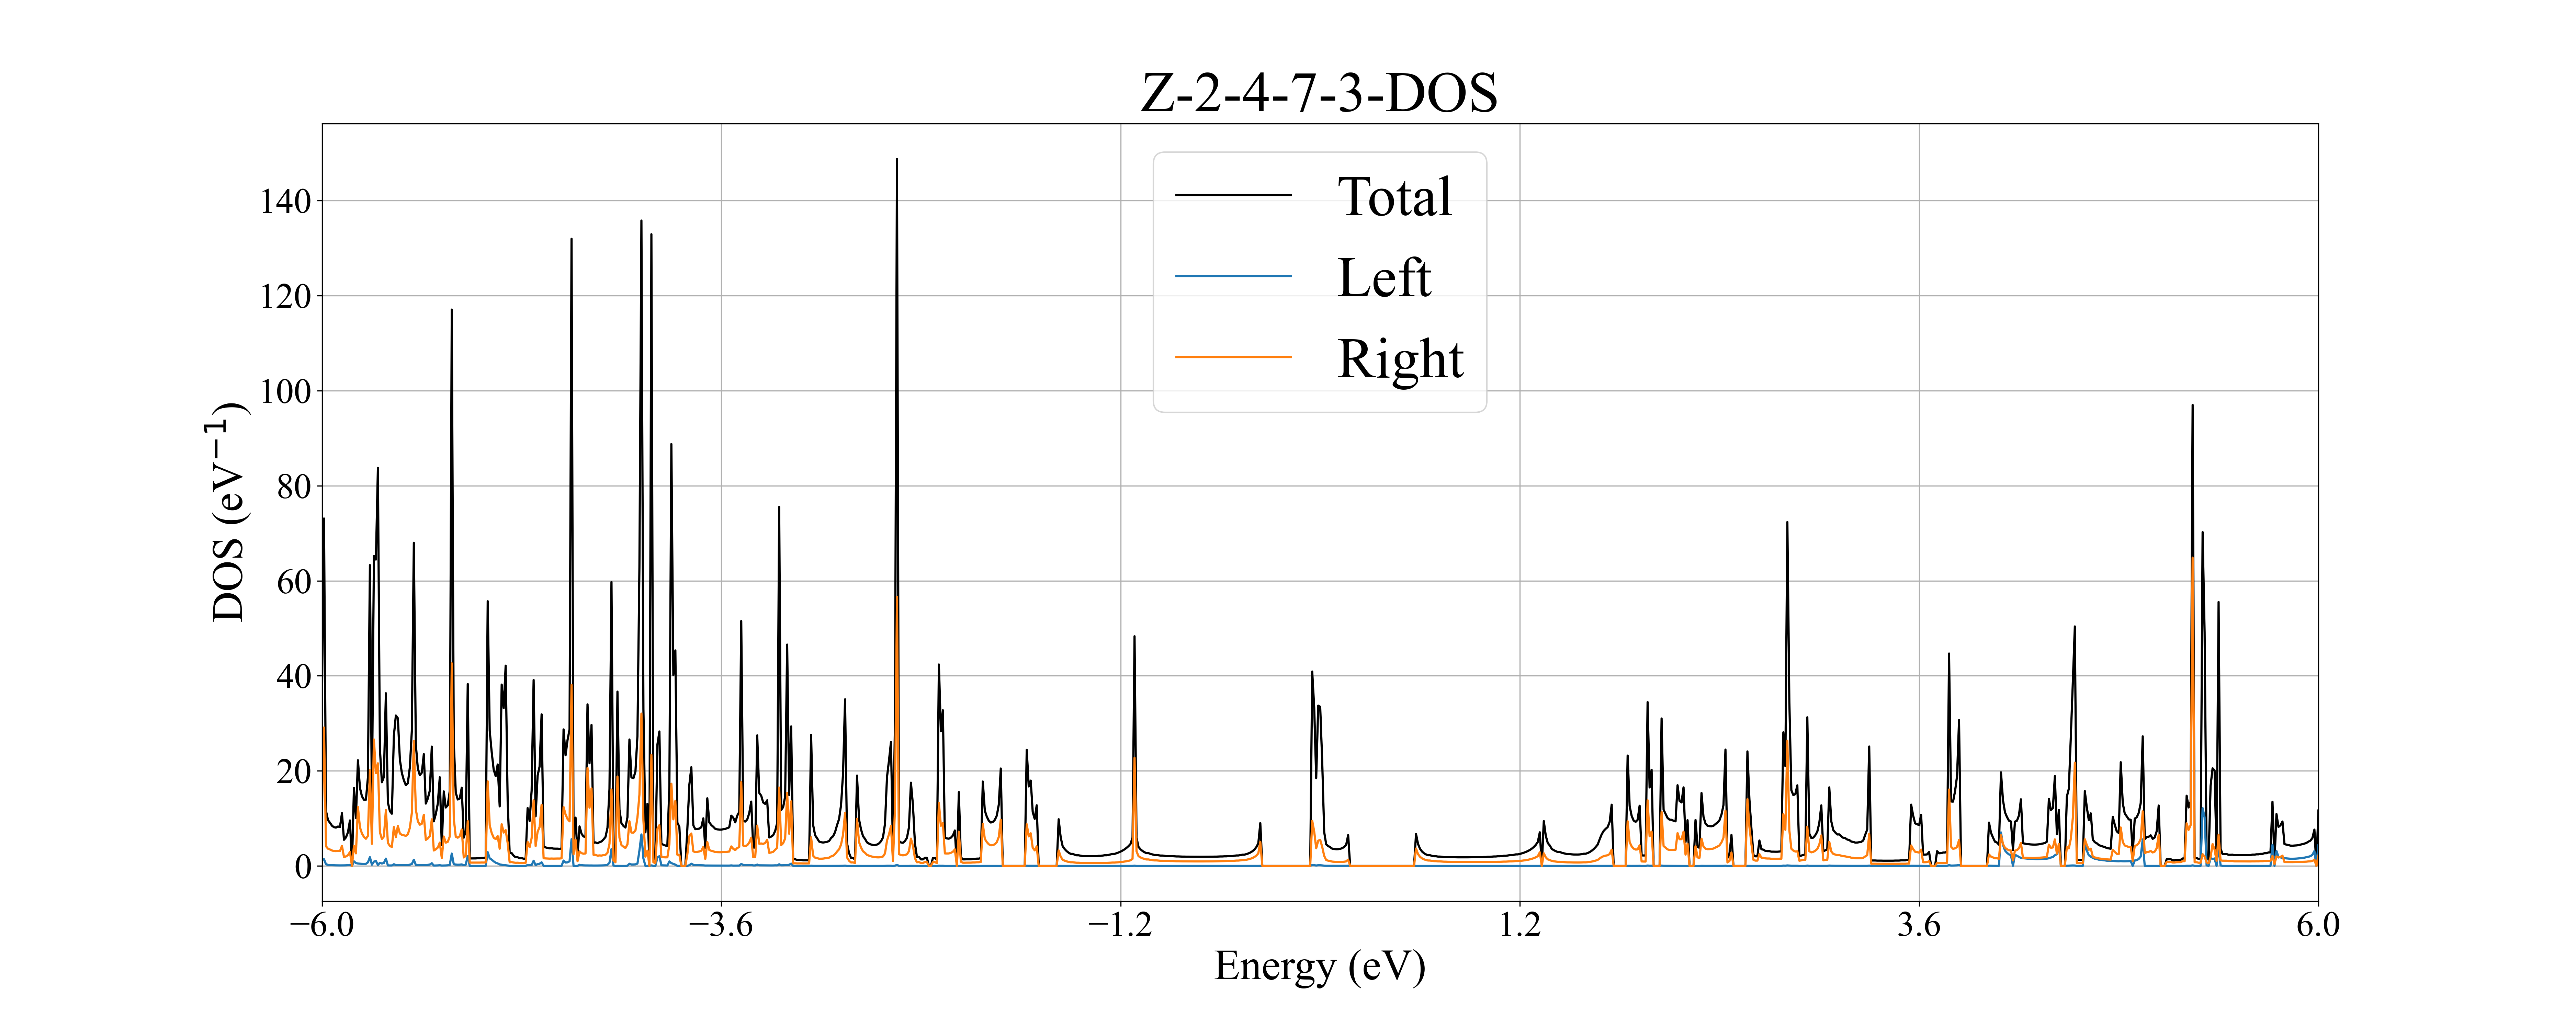 Z-2-4-7-3-DOS
Total
Left
Right
DOS (eV⁻¹)
140
120
100
80
60
40
20
0
−6.0
−3.6
−1.2
1.2
3.6
6.0
Energy (eV)